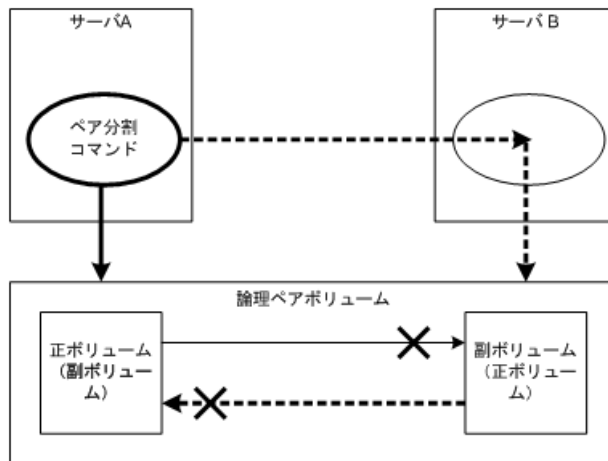 サーバA
サーバB
ペア分割
コマンド
論理ペアボリューム
正ボリューム
(副ボリュー
ム)
副ボリューム
(正ボリュー
ム)